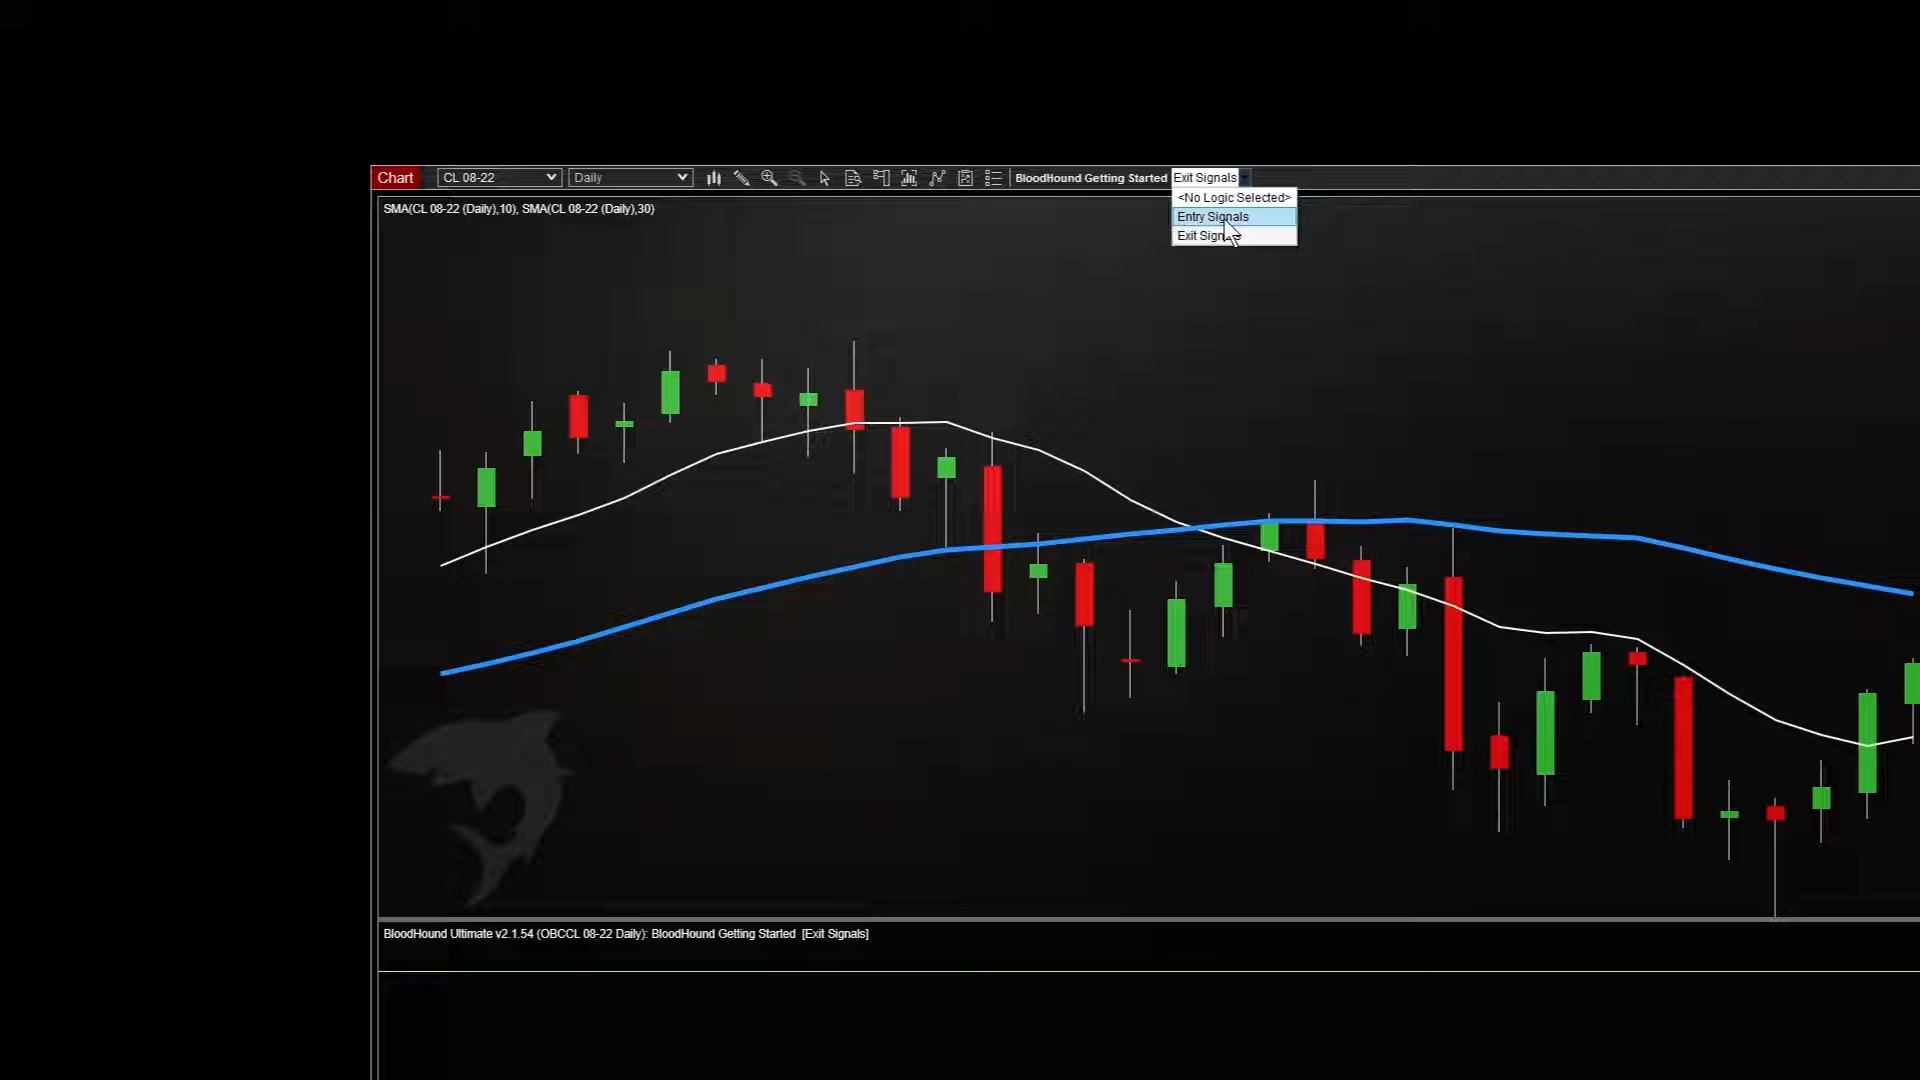 Chart CL 08-22 Daily BloodHound Getting Started Exit Signals
<No Logic Selected>
SMA(CL 08-22 (Daily),10), SMA(CL 08-22 (Daily),30)
Entry Signals
Exit Signals
BloodHound Ultimate v2.1.54 (OBCCL 08-22 Daily): BloodHound Getting Started [Exit Signals]